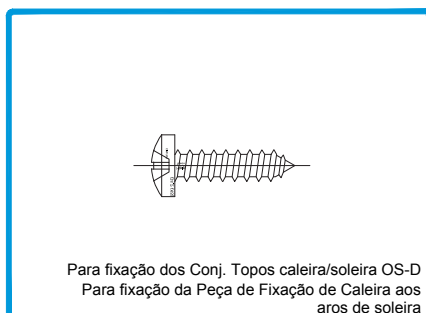 Para fixação dos Conj. Topos caleira/soleira OS-D
Para fixação da Peça de Fixação de Caleira aos
aros de soleira